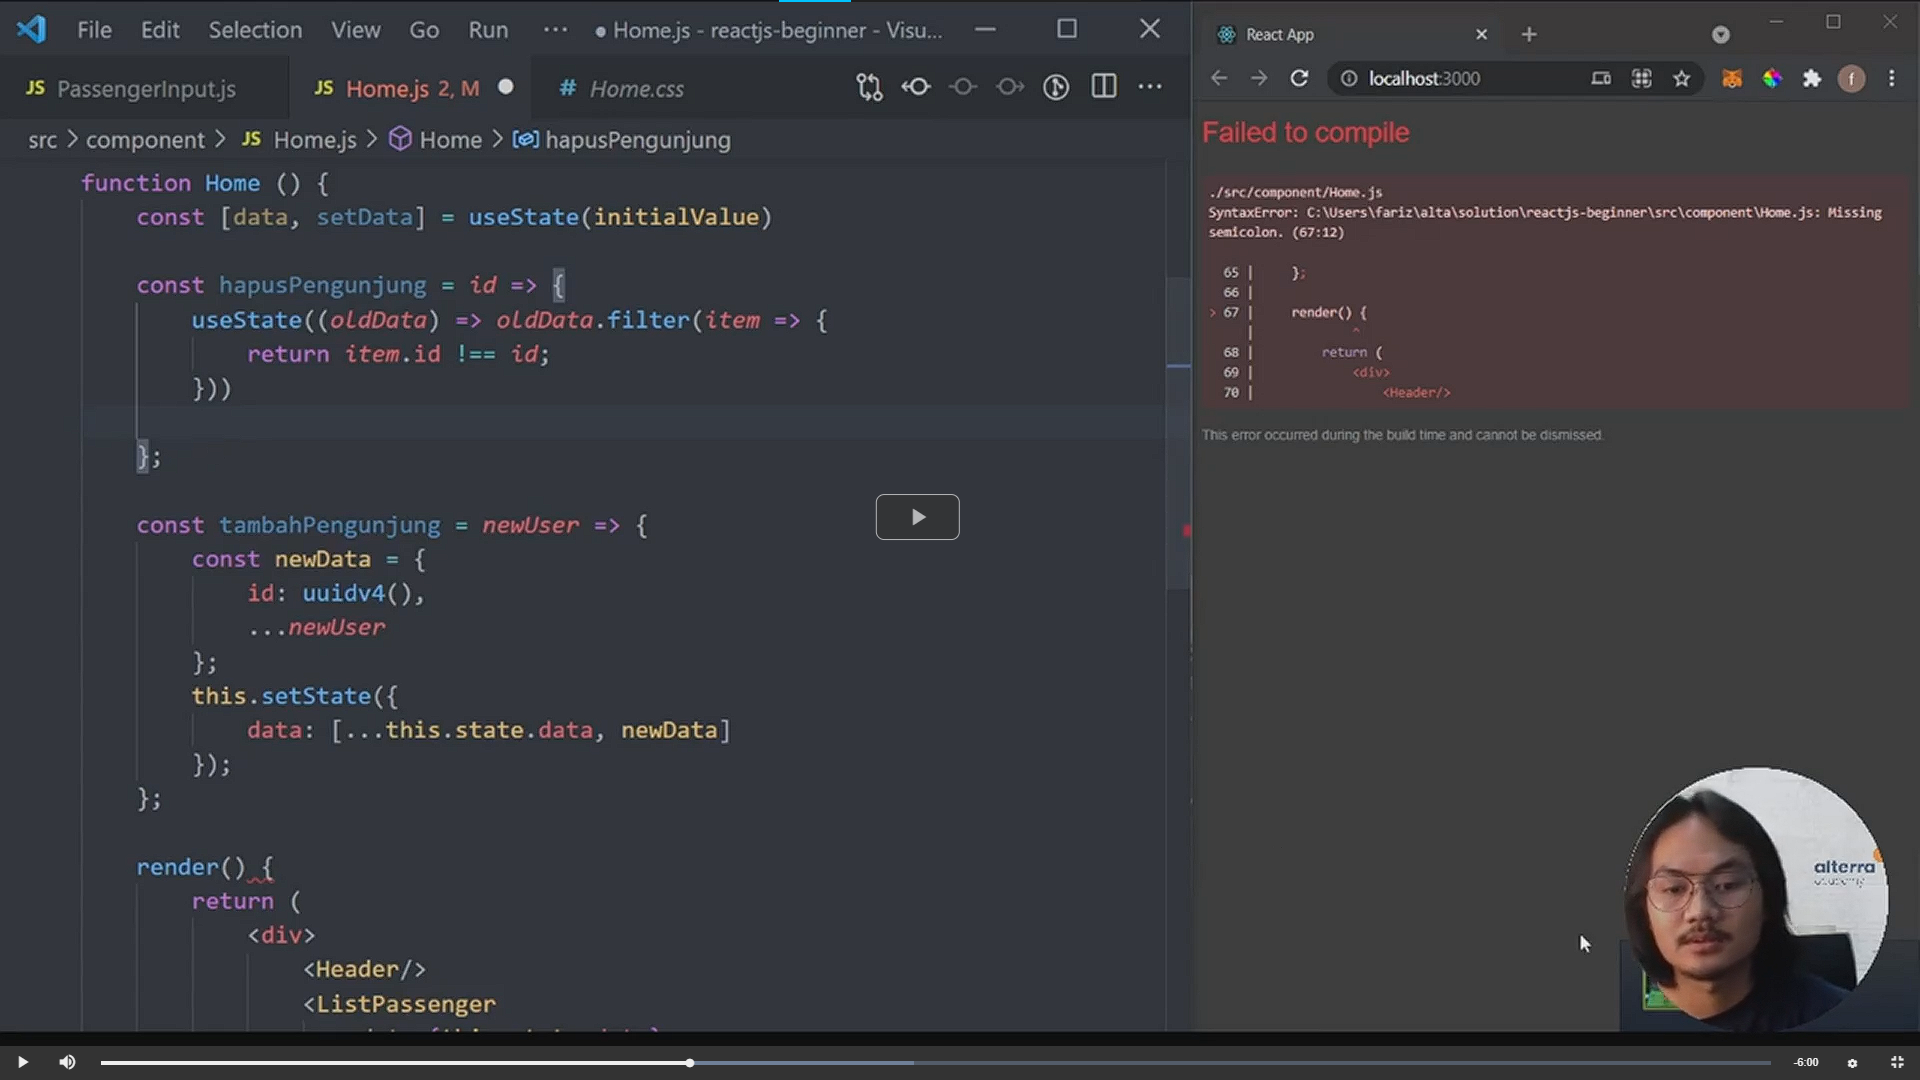 File Edit Selection View Go Run ··· ● Home.js - reactjs-beginner - Visu...
JS PassengerInput.js JS Home.js 2, M # Home.css
src > component > JS Home.js > Home > hapusPengunjung
function Home () {
const [data, setData] = useState(initialValue)
const hapusPengunjung = id => {
useState((oldData) => oldData.filter(item => {
return item.id !== id;
}))
};
const tambahPengunjung = newUser => {
const newData = {
id: uuidv4(),
...newUser
};
this.setState({
data: [...this.state.data, newData]
});
};
render() {
return (
<div>
<Header/>
<ListPassenger
React App
localhost:3000
f
Failed to compile
./src/component/Home.js
SyntaxError: C:\Users\fariz\alta\solution\reactjs-beginner\src\component\Home.js: Missing
semicolon. (67:12)
65 | };
66 |
> 67 | render() {
| ^
68 | return (
69 | <div>
70 | <Header/>
This error occurred during the build time and cannot be dismissed.
alterra
academy
-6:00